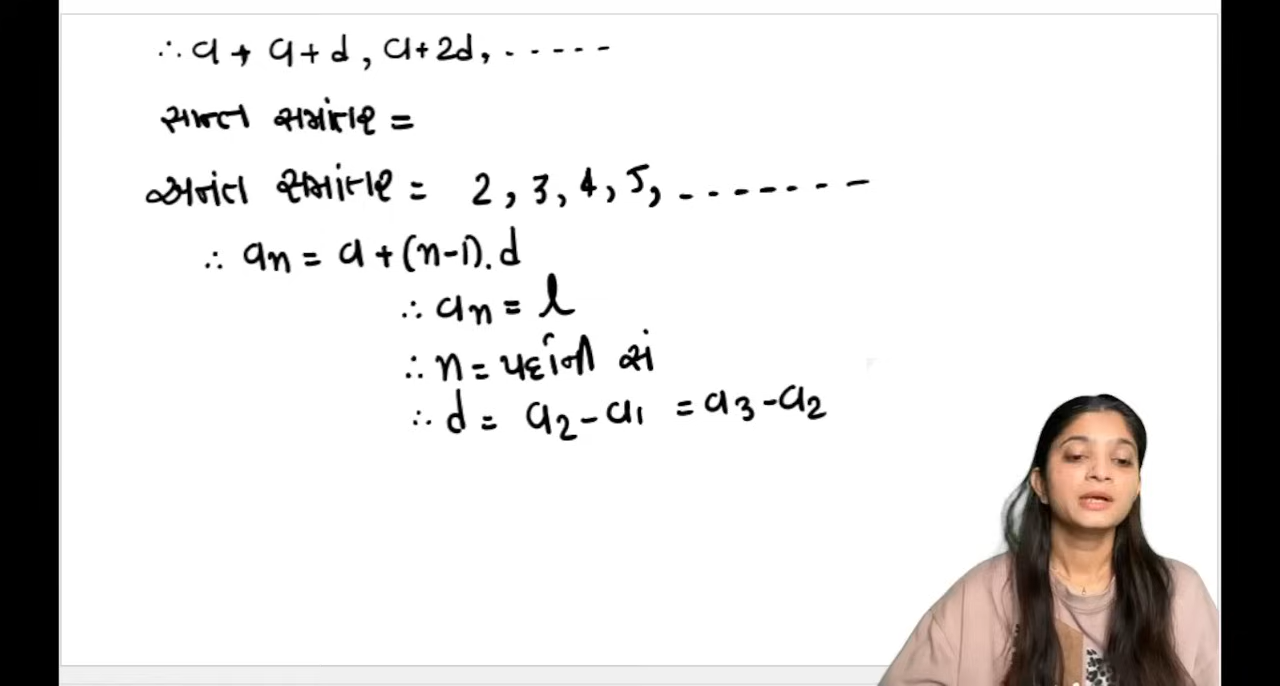 ∴ a + a + d, a + 2d, . - - - -
સાન્ત સમાંતર =
અનંત સમાંતર = 2, 3, 4, 5, - - - - - - -
∴ an = a + (n-1). d
∴ an = l
∴ n = પદોની સં
∴ d = a2 - a1 = a3 - a2